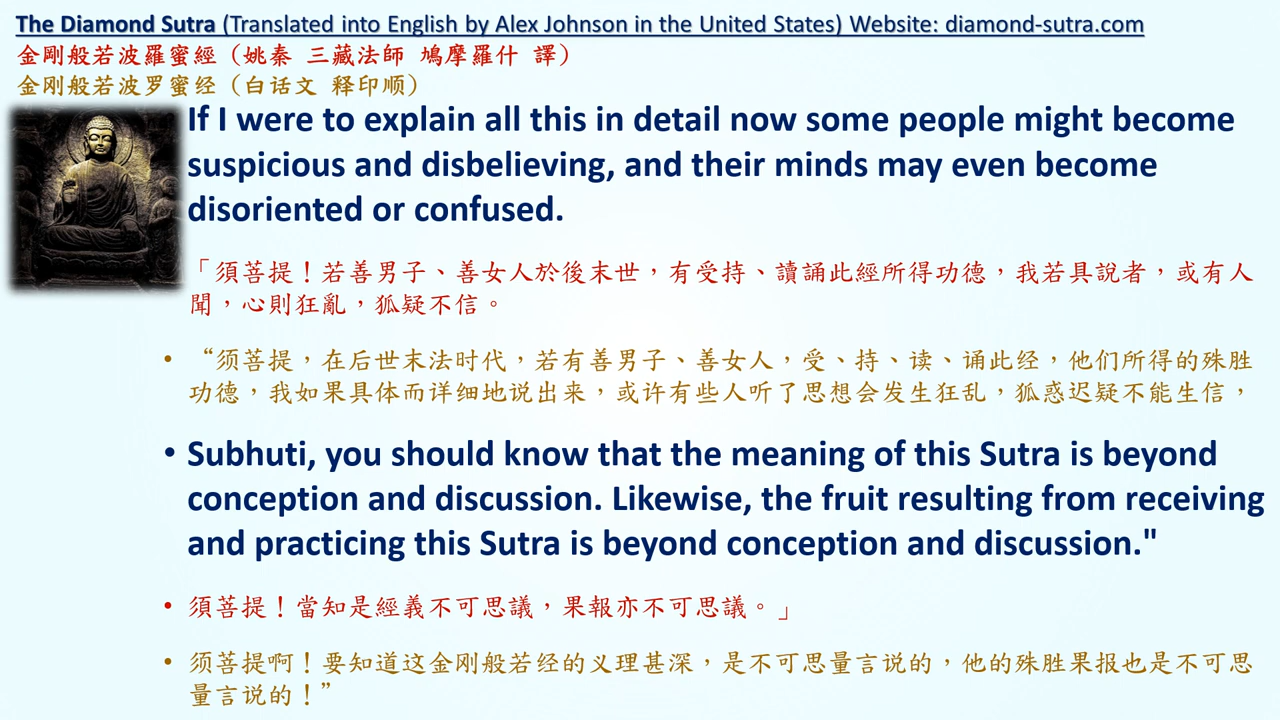 The Diamond Sutra (Translated into English by Alex Johnson in the United States) Website: diamond-sutra.com
金剛般若波羅蜜經（姚秦 三藏法師 鳩摩羅什 譯）
金刚般若波罗蜜经（白话文 释印顺）
If I were to explain all this in detail now some people might become
suspicious and disbelieving, and their minds may even become
disoriented or confused.
「須菩提！若善男子、善女人於後末世，有受持、讀誦此經所得功德，我若具說者，或有人
聞，心則狂亂，狐疑不信。
• “须菩提，在后世末法时代，若有善男子、善女人，受、持、读、诵此经，他们所得的殊胜
功德，我如果具体而详细地说出来，或许有些人听了思想会发生狂乱，狐惑迟疑不能生信，
• Subhuti, you should know that the meaning of this Sutra is beyond
conception and discussion. Likewise, the fruit resulting from receiving
and practicing this Sutra is beyond conception and discussion."
• 須菩提！當知是經義不可思議，果報亦不可思議。」
• 须菩提啊！要知道这金刚般若经的义理甚深，是不可思量言说的，他的殊胜果报也是不可思
量言说的！”